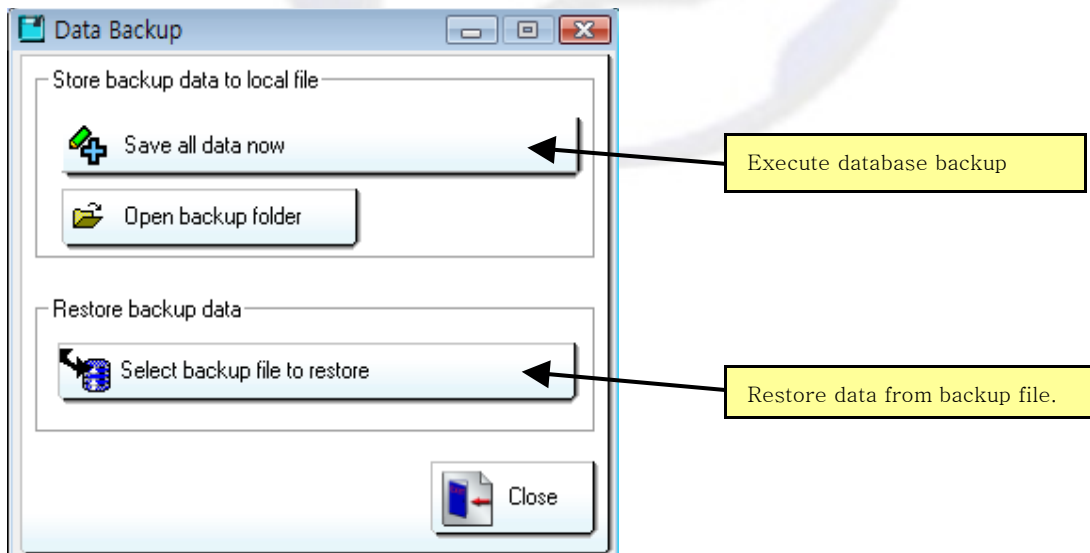 Data Backup
Store backup data to local file
Save all data now
Execute database backup
Open backup folder
Restore backup data
Select backup file to restore
Restore data from backup file.
Close